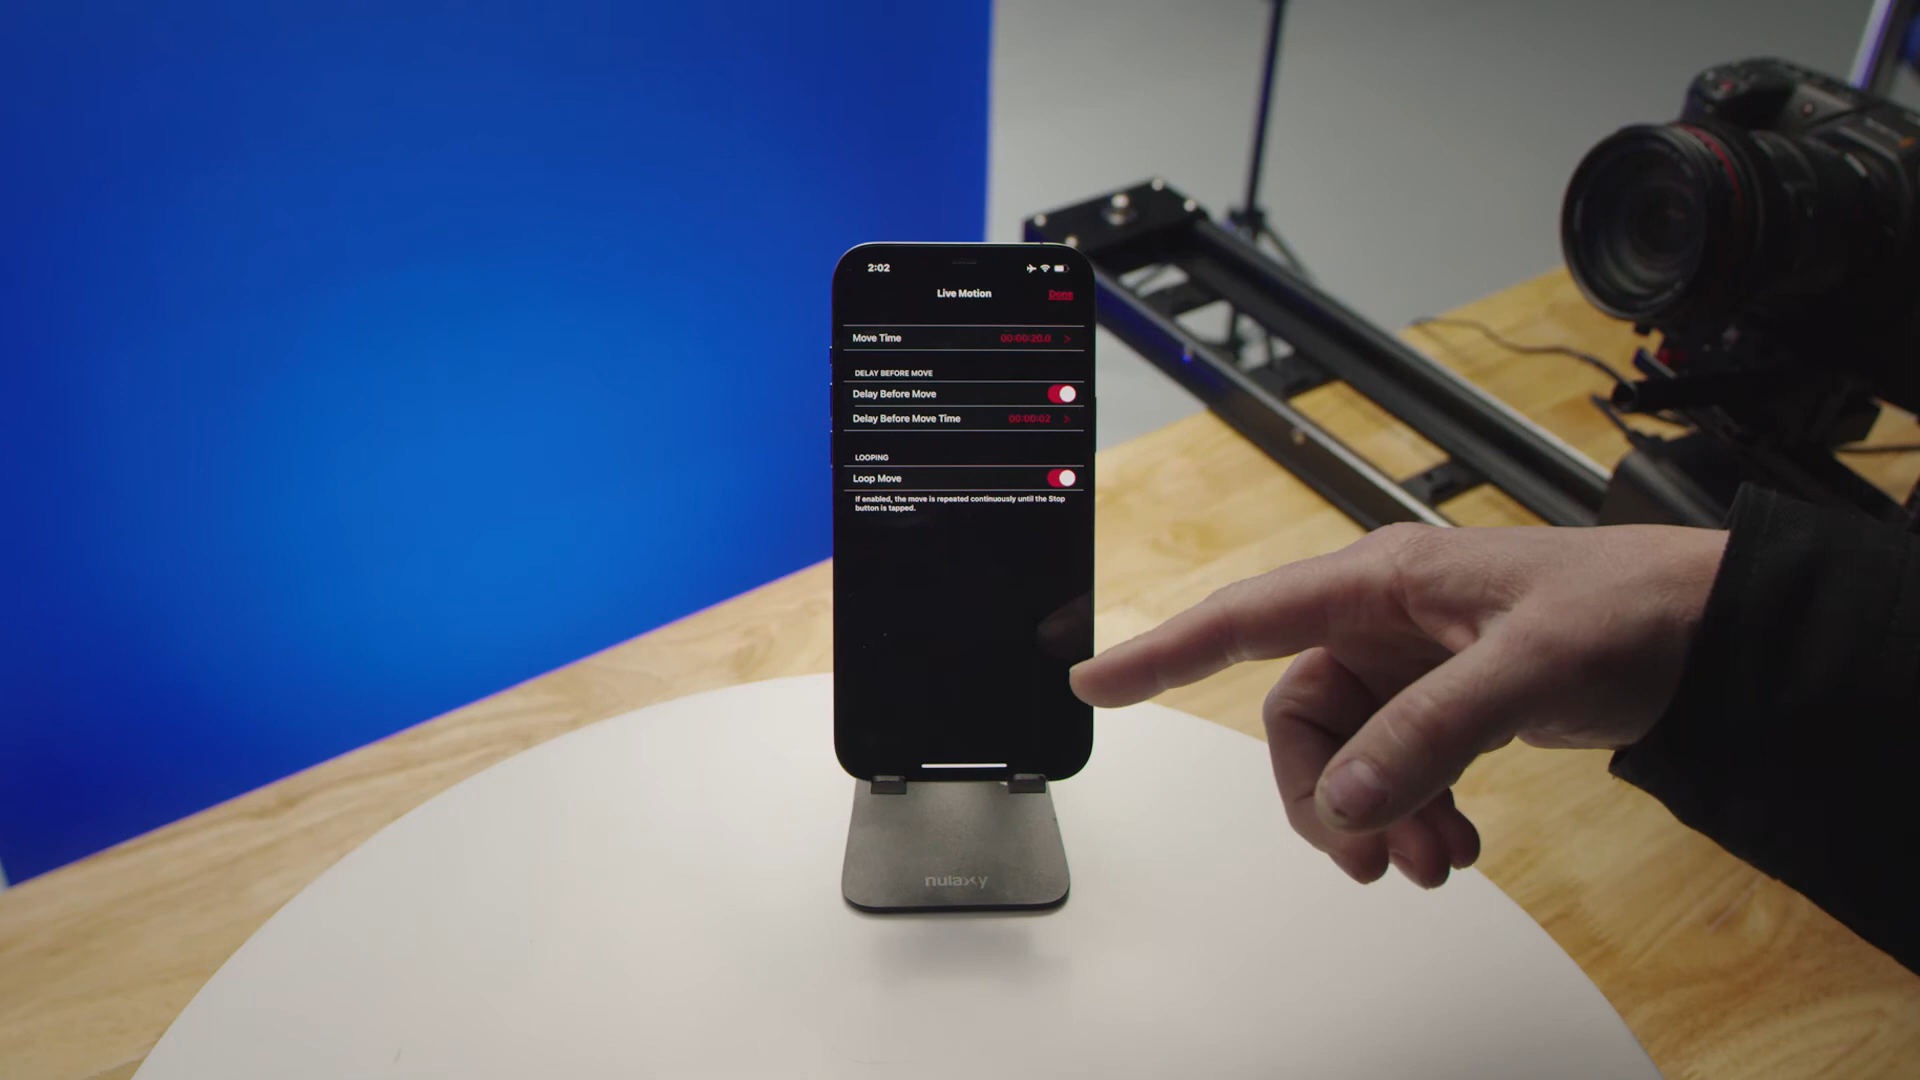 2:02
Live Motion
Done
Move Time
00:00:20.0 >
DELAY BEFORE MOVE
Delay Before Move
Delay Before Move Time
00:00:02 >
LOOPING
Loop Move
If enabled, the move is repeated continuously until the Stop
button is tapped.
nulaxy